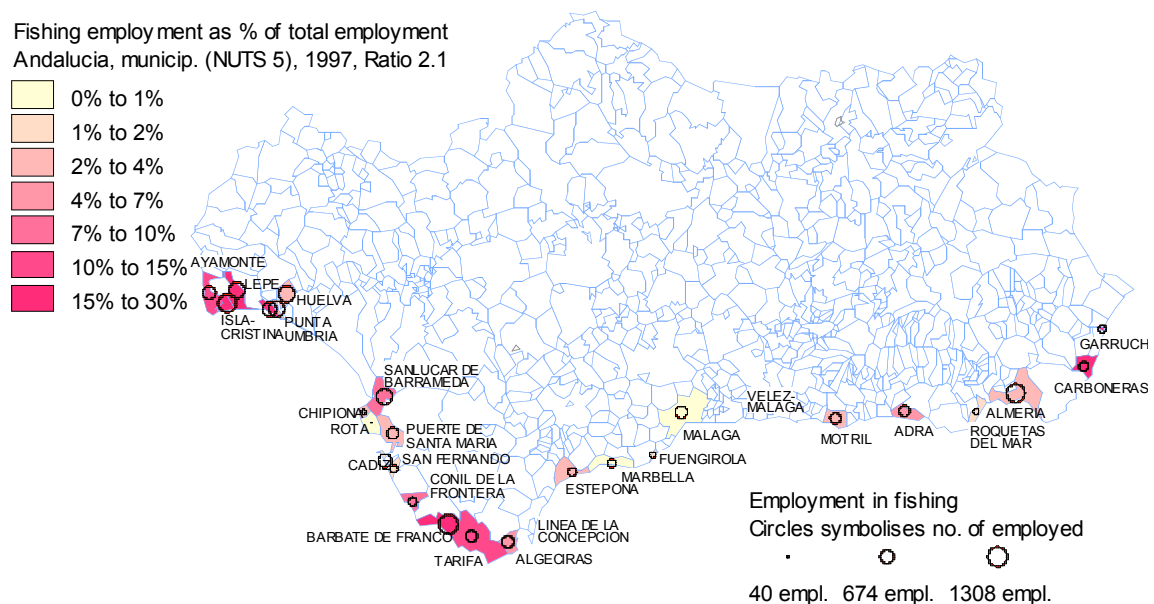 Fishing employment as % of total employment
Andalucia, municip. (NUTS 5), 1997, Ratio 2.1
0% to 1%
1% to 2%
2% to 4%
4% to 7%
7% to 10%
10% to 15%
15% to 30%
AYAMONTE
LEPE
HUELVA
ISLA-
CRISTINA
PUNTA
UMBRIA
GARRUCH
SANLUCAR DE
BARRAMEDA
CARBONERAS
CHIPIONA
ROTA
VELEZ-
MALAGA
ALMERIA
PUERTE DE
SANTA MARIA
MALAGA
MOTRIL
ADRA
ROQUETAS
DEL MAR
CADIZ
SAN FERNANDO
FUENGIROLA
CONIL DE LA
FRONTERA
ESTEPONA
MARBELLA
BARBATE DE FRANCO
LINEA DE LA
CONCEPCIÓN
TARIFA
ALGECIRAS
Employment in fishing
Circles symbolises no. of employed
40 empl. 674 empl. 1308 empl.